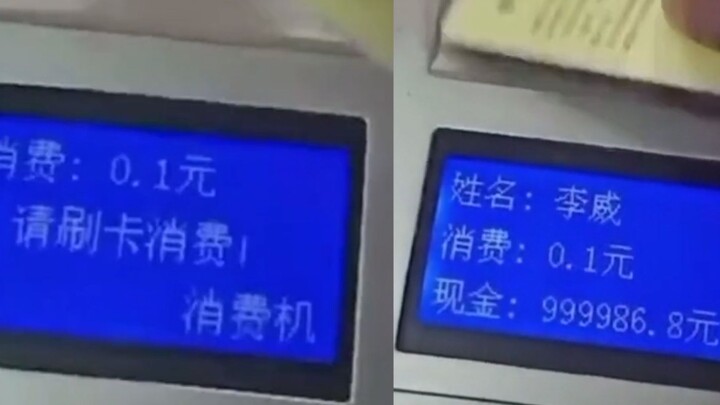 消费: 0.1元
请刷卡消费!
消费机
姓名: 李威
消费: 0.1元
现金: 999986.8元